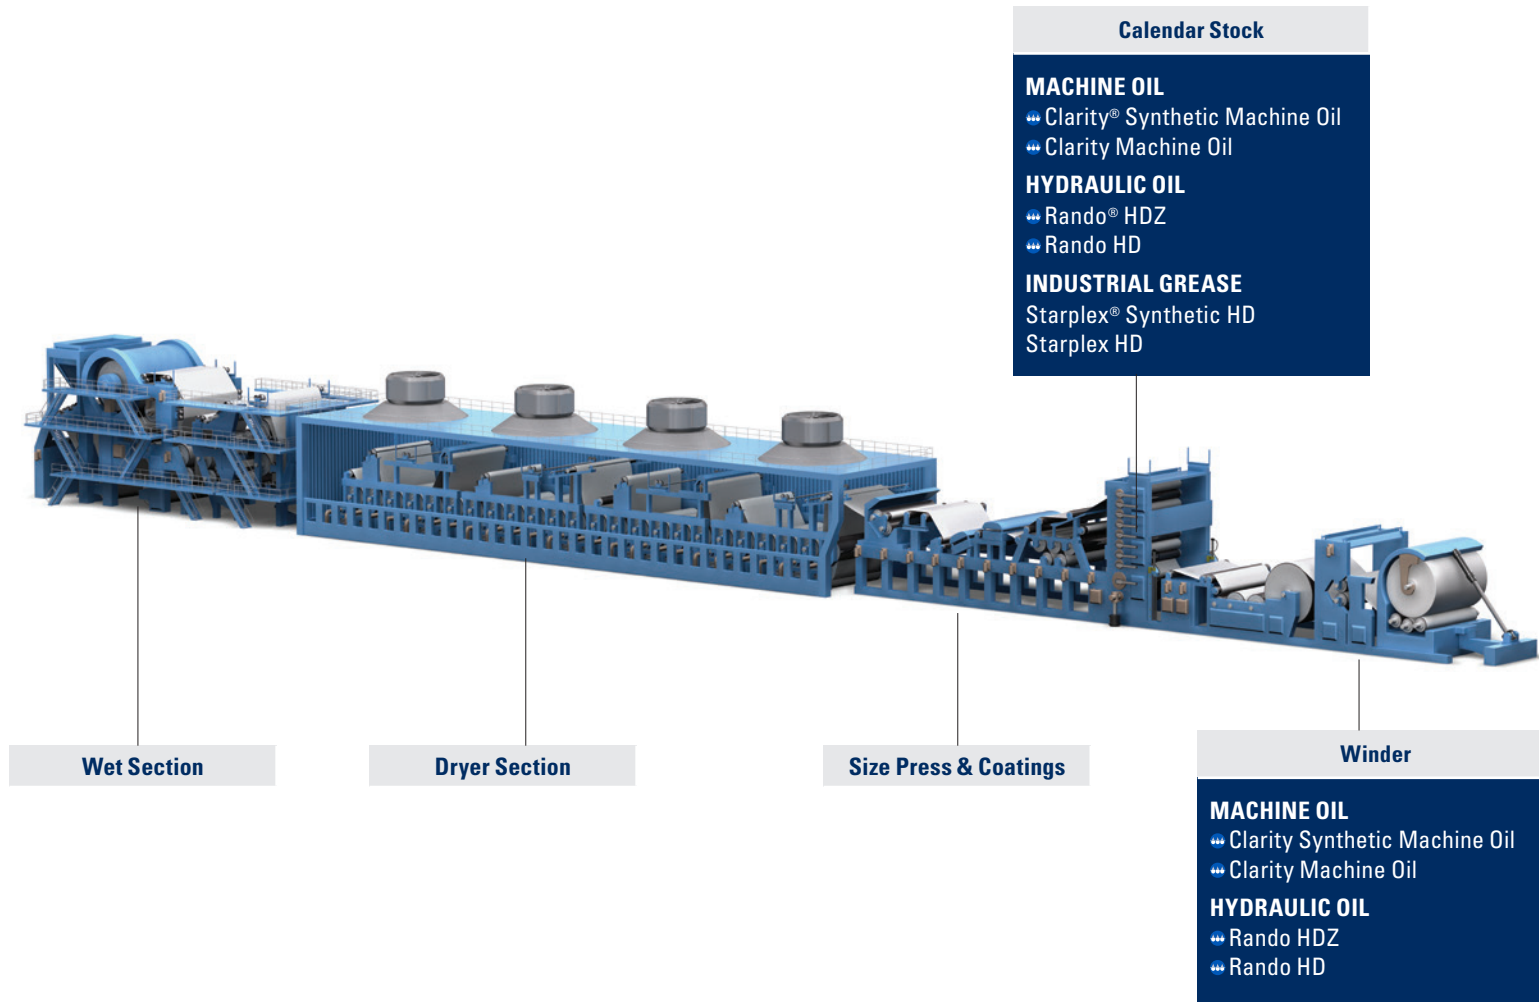 Calendar Stock
MACHINE OIL
Clarity® Synthetic Machine Oil
Clarity Machine Oil
HYDRAULIC OIL
Rando® HDZ
Rando HD
INDUSTRIAL GREASE
Starplex® Synthetic HD
Starplex HD
Wet Section
Dryer Section
Size Press & Coatings
Winder
MACHINE OIL
Clarity Synthetic Machine Oil
Clarity Machine Oil
HYDRAULIC OIL
Rando HDZ
Rando HD